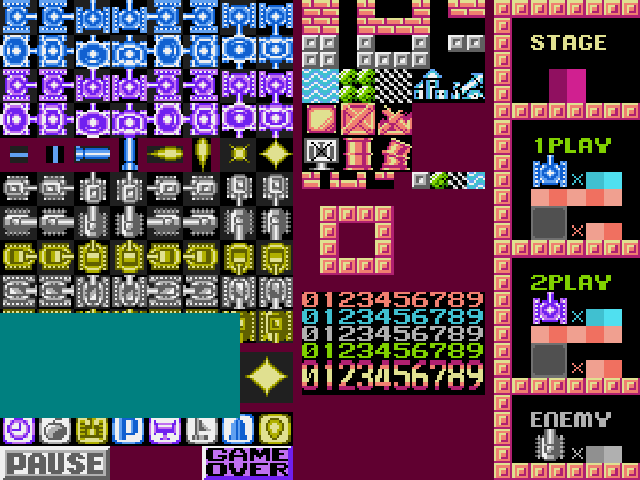 STAGE
1PLAY
×
×
2PLAY
×
×
0123456789
0123456789
0123456789
0123456789
0123456789
ENEMY
×
P
PAUSE
GAME
OVER